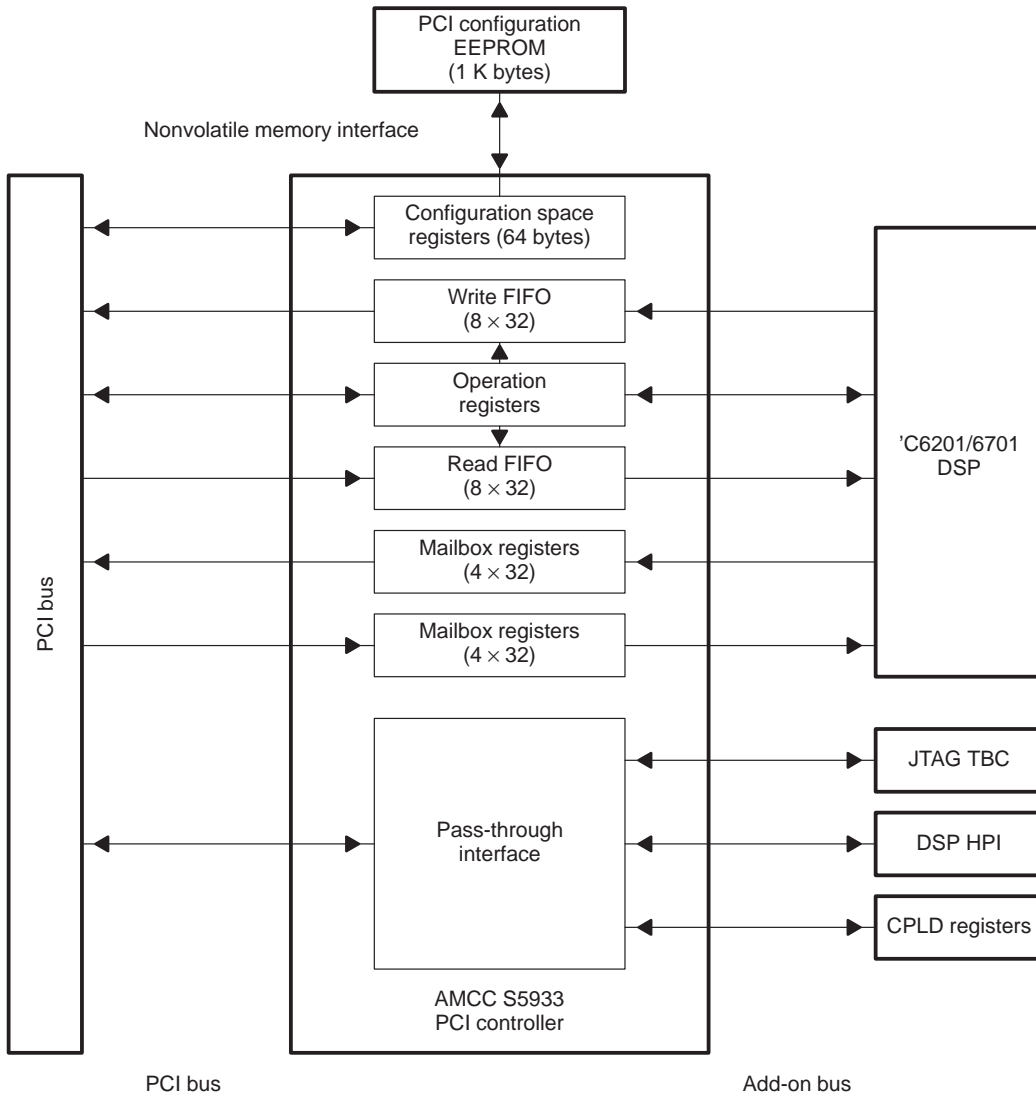 PCI configuration
EEPROM
(1 K bytes)
Nonvolatile memory interface
Configuration space
registers (64 bytes)
Write FIFO
(8 × 32)
Operation
registers
’C6201/6701
DSP
Read FIFO
(8 × 32)
Mailbox registers
(4 × 32)
PCI bus
Mailbox registers
(4 × 32)
JTAG TBC
Pass-through
interface
DSP HPI
CPLD registers
AMCC S5933
PCI controller
PCI bus
Add-on bus